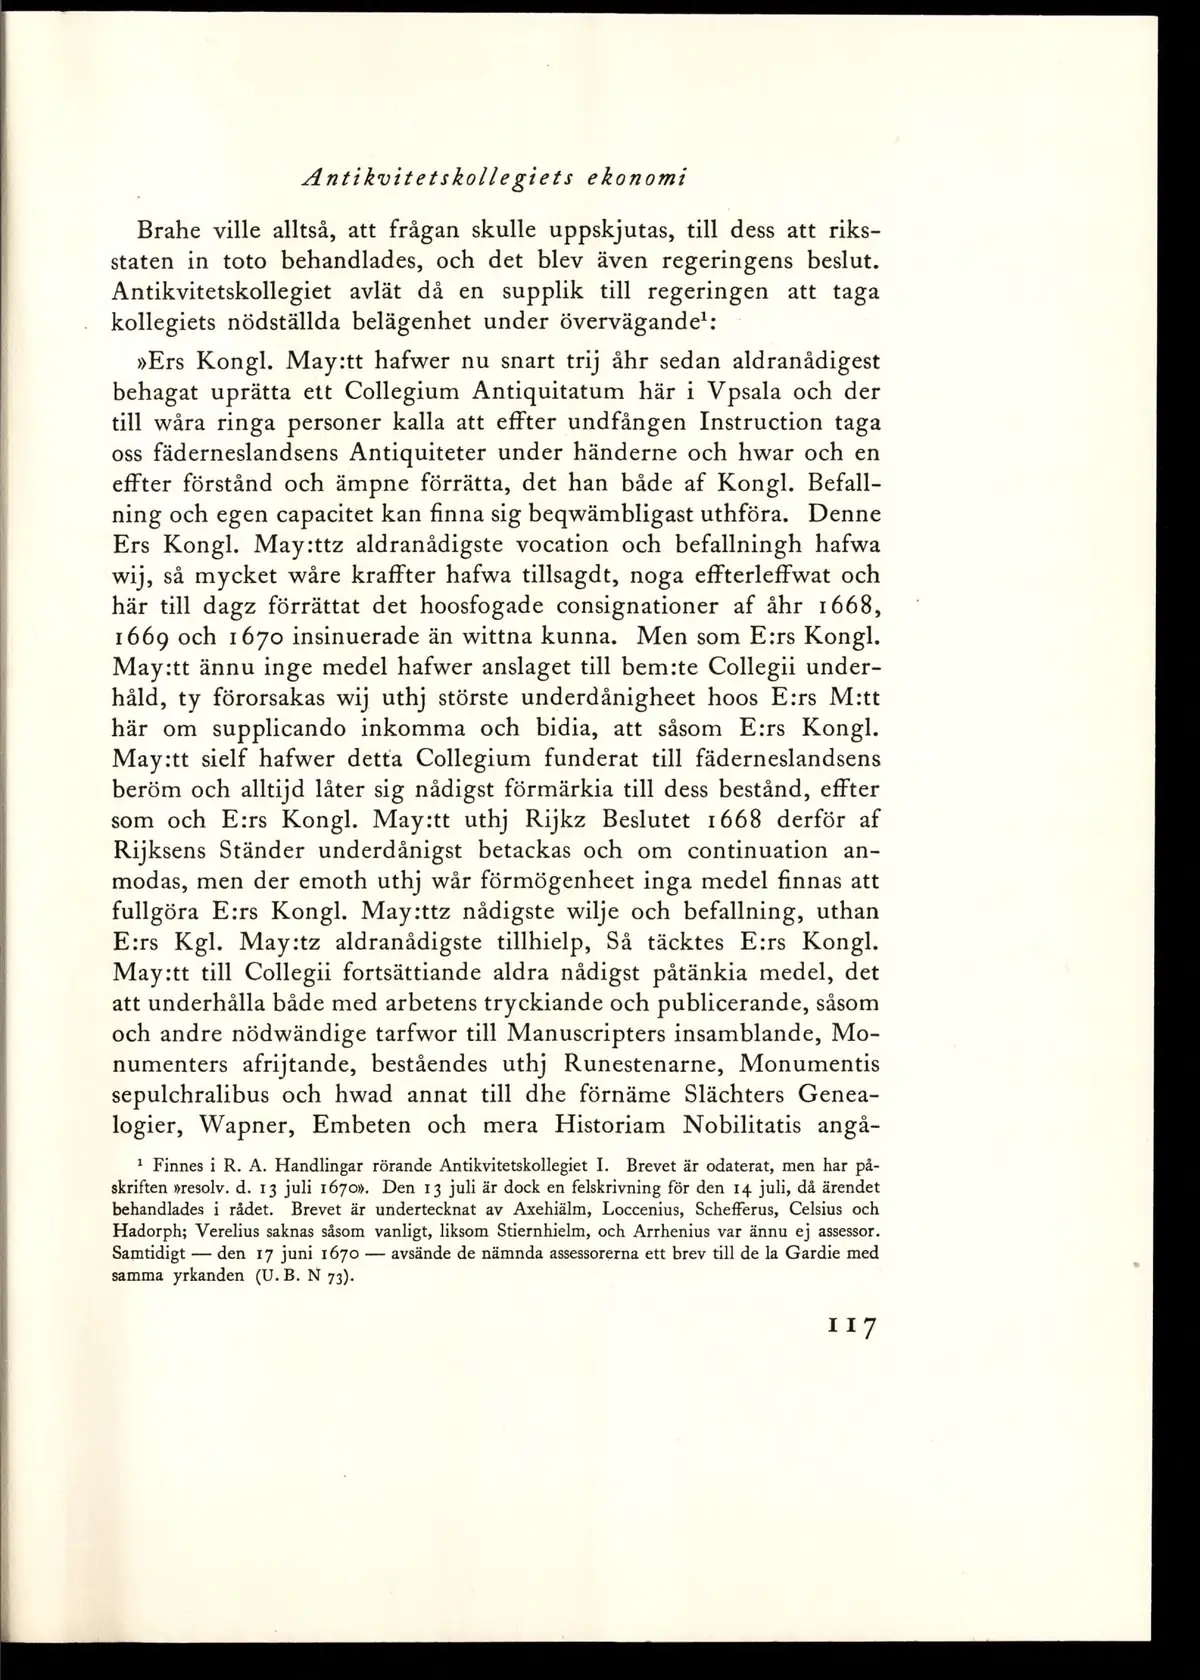 Antikvitetskollegiets ekonomi
Brahe ville alltså, att frågan skulle uppskjutas, till dess att riks-
staten in toto behandlades, och det blev även regeringens beslut.
Antikvitetskollegiet avlät då en supplik till regeringen att taga
kollegiets nödställda belägenhet under övervägande¹:
»Ers Kongl. May:tt hafwer nu snart trij åhr sedan aldranådigest
behagat uprätta ett Collegium Antiquitatum här i Vpsala och der
till wåra ringa personer kalla att effter undfången Instruction taga
oss fäderneslandsens Antiquiteter under händerne och hwar och en
effter förstånd och ämpne förrätta, det han både af Kongl. Befall-
ning och egen capacitet kan finna sig beqwämbligast uthföra. Denne
Ers Kongl. May:ttz aldranådigste vocation och befallningh hafwa
wij, så mycket wåre kraffter hafwa tillsagdt, noga effterleffwat och
här till dagz förrättat det hoosfogade consignationer af åhr 1668,
1669 och 1670 insinuerade än wittna kunna. Men som E:rs Kongl.
May:tt ännu inge medel hafwer anslaget till bem:te Collegii under-
håld, ty förorsakas wij uthj störste underdånigheet hoos E:rs M:tt
här om supplicando inkomma och bidia, att såsom E:rs Kongl.
May:tt sielf hafwer detta Collegium funderat till fäderneslandsens
beröm och alltijd låter sig nådigst förmärkia till dess bestånd, effter
som och E:rs Kongl. May:tt uthj Rijkz Beslutet 1668 derför af
Rijksens Ständer underdånigst betackas och om continuation an-
modas, men der emoth uthj wår förmögenheet inga medel finnas att
fullgöra E:rs Kongl. May:ttz nådigste wilje och befallning, uthan
E:rs Kgl. May:tz aldranådigste tillhielp, Så täcktes E:rs Kongl.
May:tt till Collegii fortsättiande aldra nådigst påtänkia medel, det
att underhålla både med arbetens tryckiande och publicerande, såsom
och andre nödwändige tarfwor till Manuscripters insamblande, Mo-
numenters afrijtande, beståendes uthj Runestenarne, Monumentis
sepulchralibus och hwad annat till dhe förnäme Slächters Genea-
logier, Wapner, Embeten och mera Historiam Nobilitatis angå-
¹ Finnes i R. A. Handlingar rörande Antikvitetskollegiet I. Brevet är odaterat, men har på-
skriften »resolv. d. 13 juli 1670». Den 13 juli är dock en felskrivning för den 14 juli, då ärendet
behandlades i rådet. Brevet är undertecknat av Axehiälm, Loccenius, Schefferus, Celsius och
Hadorph; Verelius saknas såsom vanligt, liksom Stiernhielm, och Arrhenius var ännu ej assessor.
Samtidigt — den 17 juni 1670 — avsände de nämnda assessorerna ett brev till de la Gardie med
samma yrkanden (U. B. N 73).
117